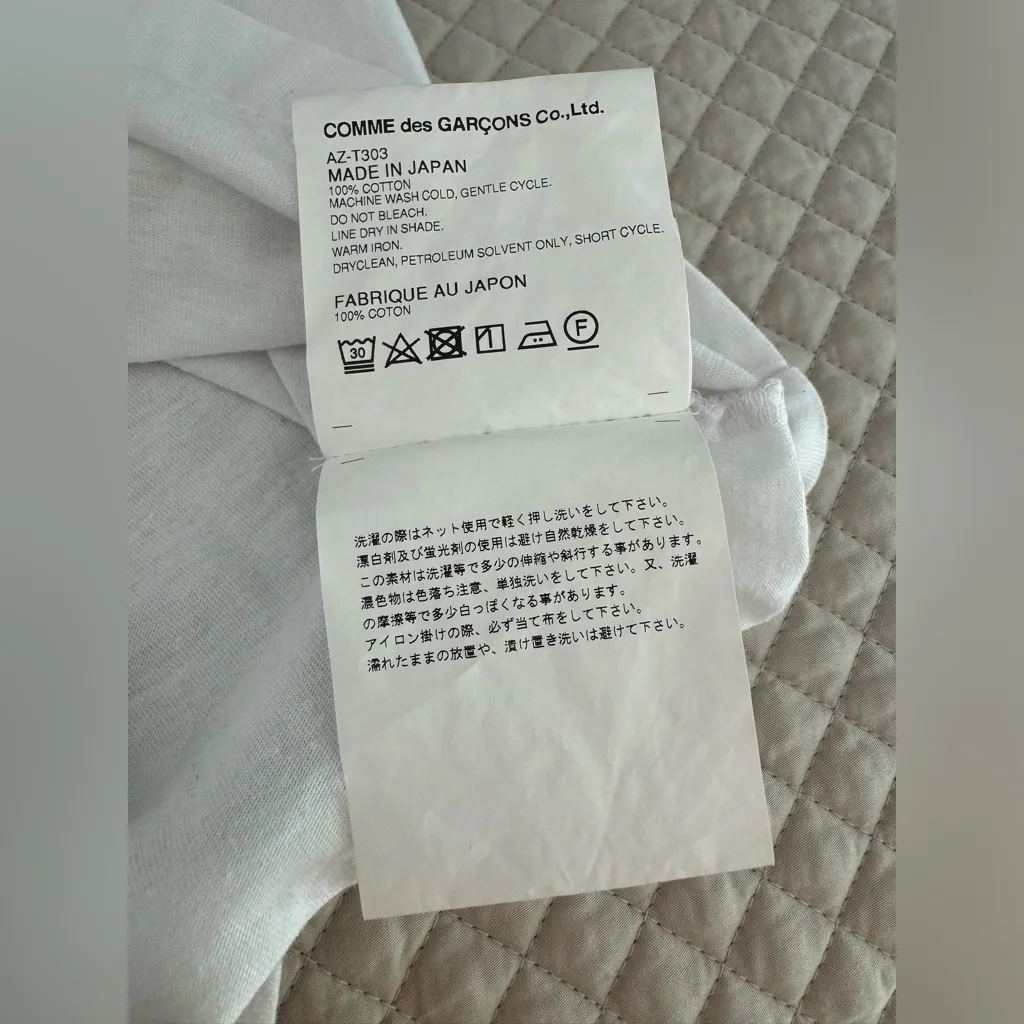 COMME des GARÇONS Co.,Ltd.
AZ-T303
MADE IN JAPAN
100% COTTON
MACHINE WASH COLD, GENTLE CYCLE.
DO NOT BLEACH.
LINE DRY IN SHADE.
WARM IRON.
DRYCLEAN, PETROLEUM SOLVENT ONLY, SHORT CYCLE.
FABRIQUE AU JAPON
100% COTON
30
F
洗濯の際はネット使用で軽く押し洗いをして下さい。
漂白剤及び蛍光剤の使用は避け自然乾燥をして下さい。
この素材は洗濯等で多少の伸縮や斜行する事があります。
濃色物は色落ち注意、単独洗いをして下さい。又、洗濯
の摩擦等で多少白っぽくなる事があります。
アイロン掛けの際、必ず当て布をして下さい。
濡れたままの放置や、漬け置き洗いは避けて下さい。